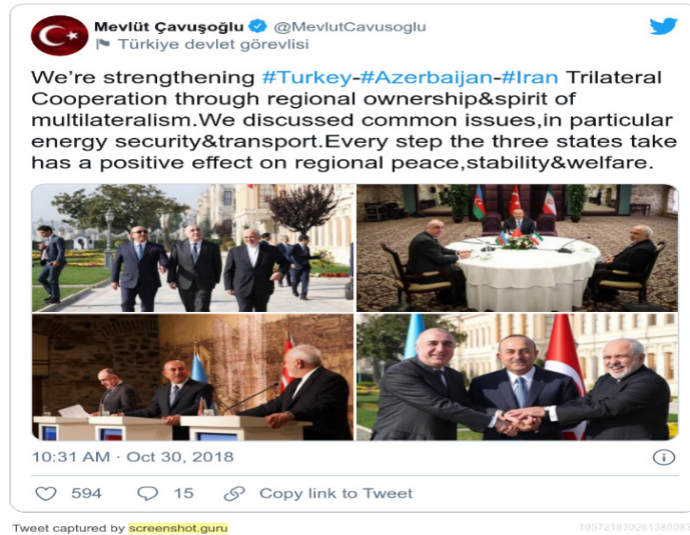 Mevlüt Çavuşoğlu @MevlutCavusoglu
Türkiye devlet görevlisi
We're strengthening #Turkey-#Azerbaijan-#Iran Trilateral
Cooperation through regional ownership&spirit of
multilateralism.We discussed common issues,in particular
energy security&transport.Every step the three states take
has a positive effect on regional peace,stability&welfare.
10:31 AM · Oct 30, 2018
594 15 Copy link to Tweet
Tweet captured by screenshot.guru